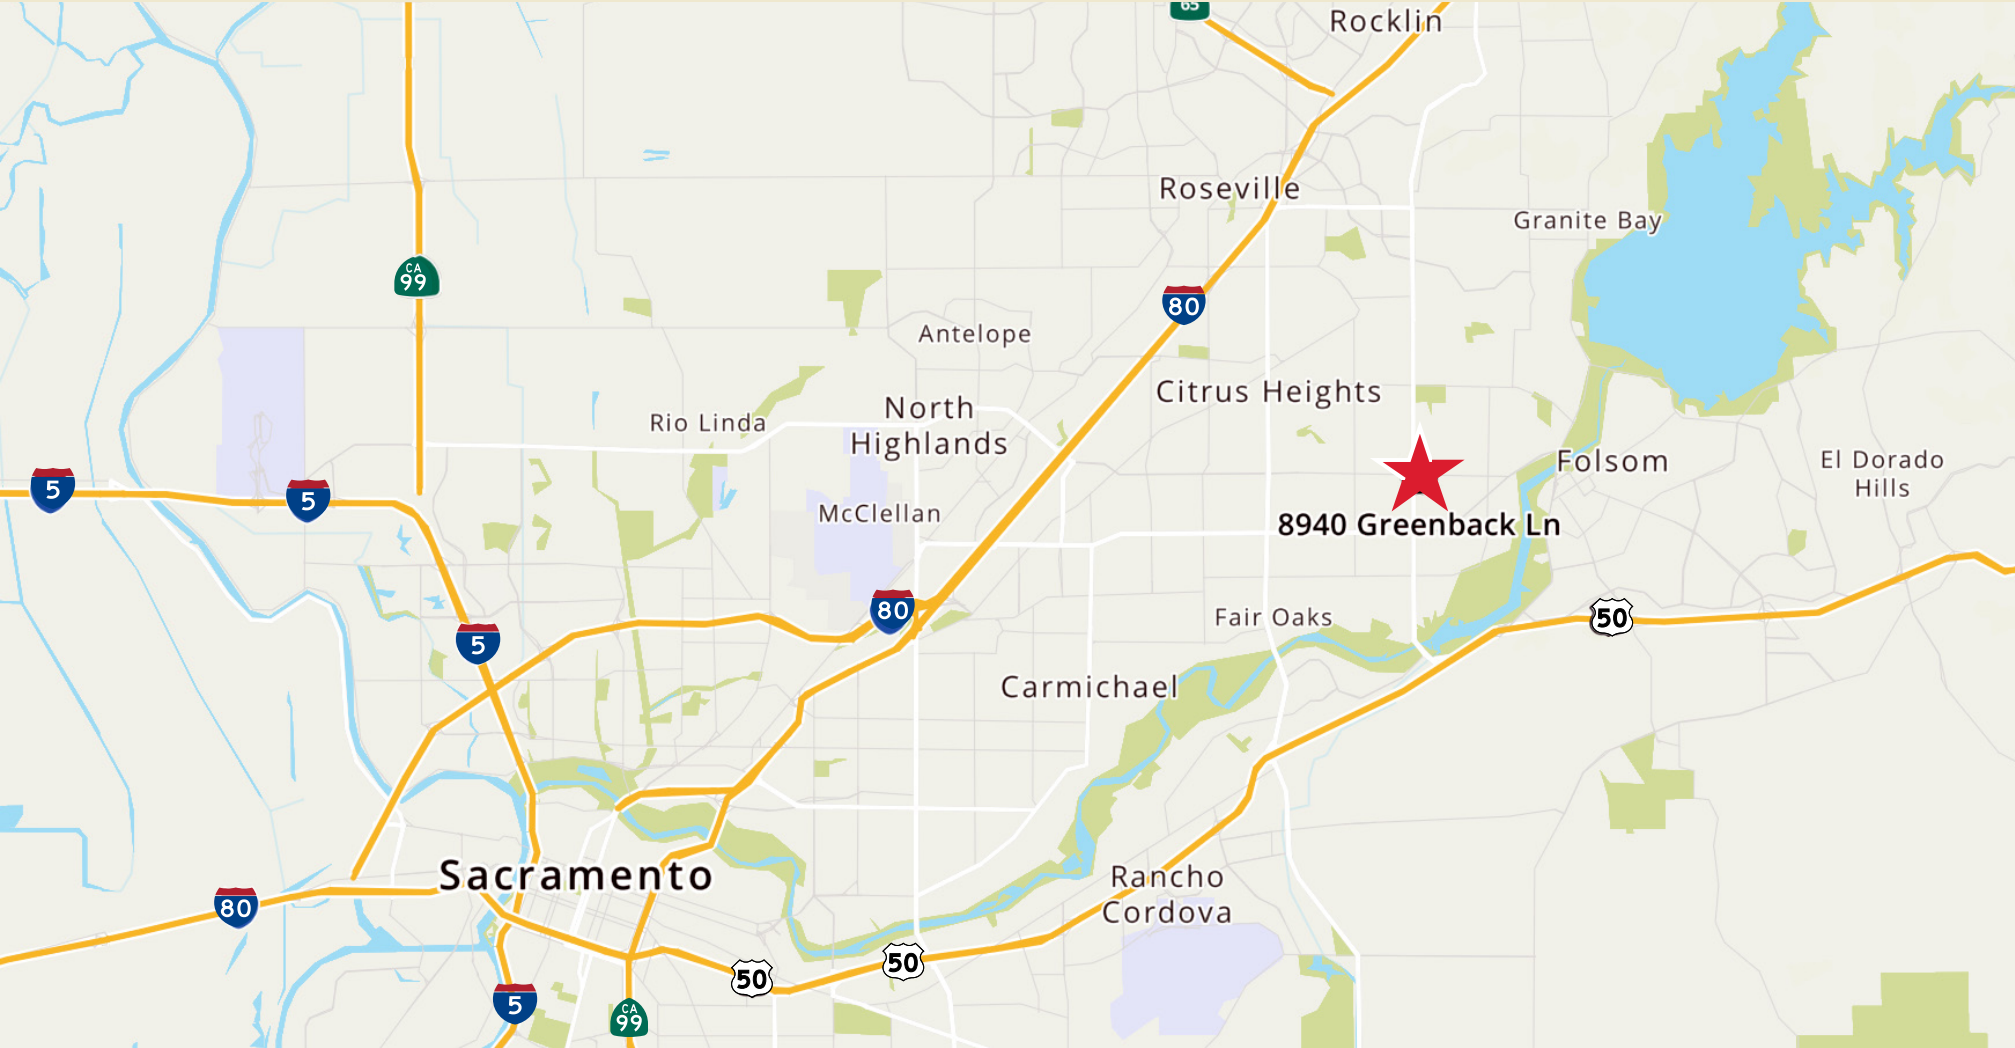 65
Rocklin
Roseville
Granite Bay
CA
99
80
Antelope
Citrus Heights
North
Highlands
Rio Linda
Folsom
El Dorado
Hills
5
5
McClellan
8940 Greenback Ln
80
Fair Oaks
50
5
Carmichael
Sacramento
Rancho
Cordova
80
50
50
5
CA
99